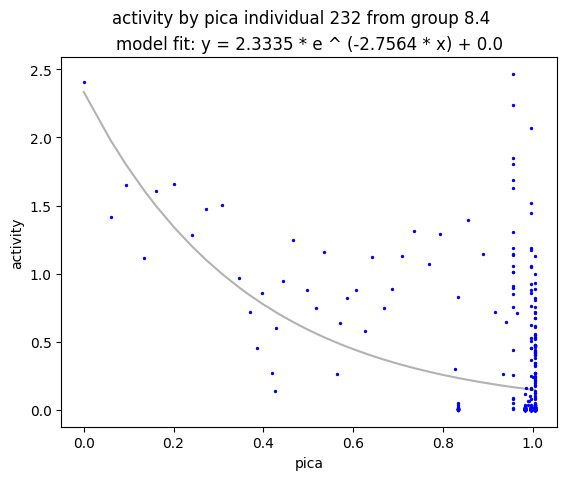 activity by pica individual 232 from group 8.4
model fit: y = 2.3335 * e ^ (-2.7564 * x) + 0.0
2.5
2.0
1.5
1.0
0.5
0.0
activity
0.0 0.2 0.4 0.6 0.8 1.0
pica